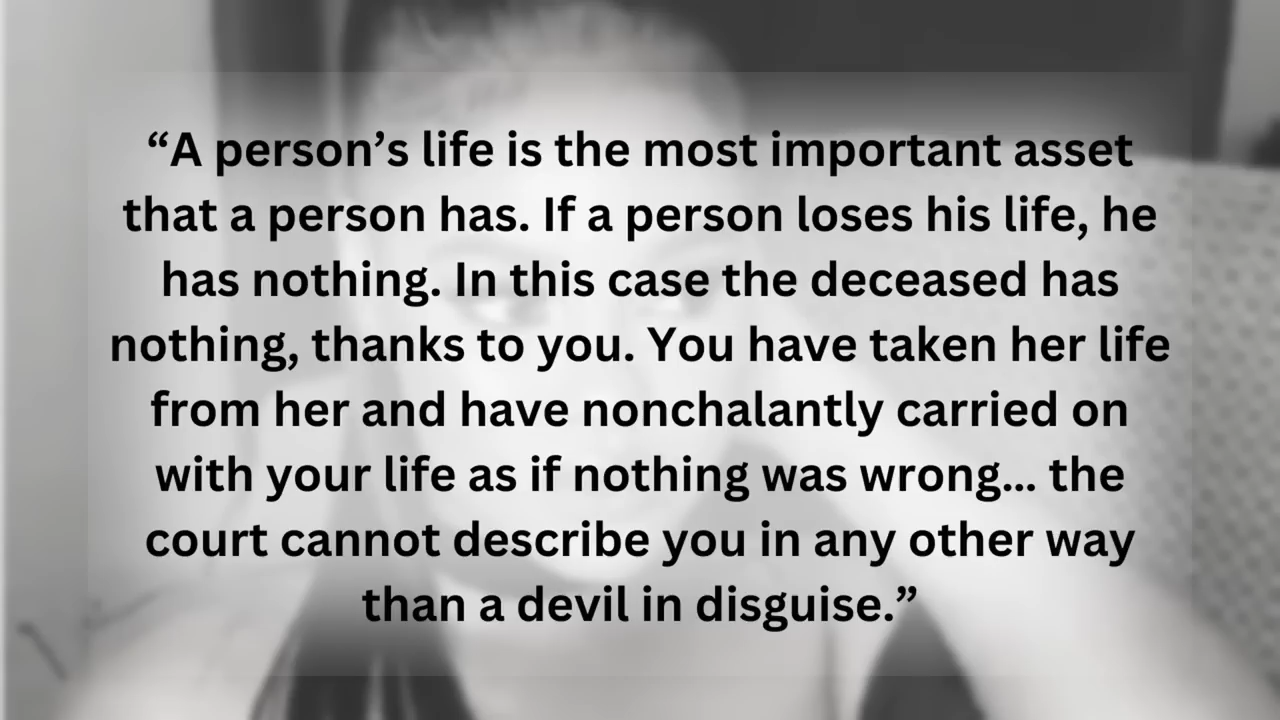 “A person’s life is the most important asset
that a person has. If a person loses his life, he
has nothing. In this case the deceased has
nothing, thanks to you. You have taken her life
from her and have nonchalantly carried on
with your life as if nothing was wrong... the
court cannot describe you in any other way
than a devil in disguise.”